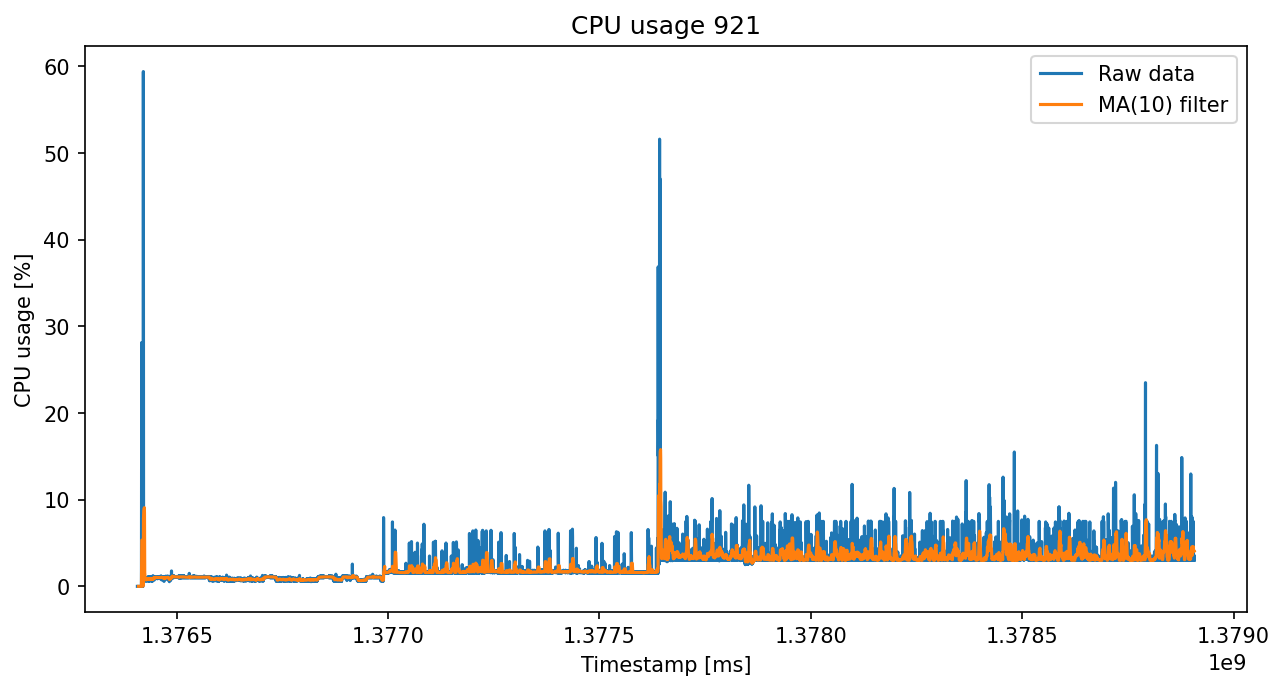 CPU usage 921
Raw data
MA(10) filter
CPU usage [%]
60
50
40
30
20
10
0
1.3765 1.3770 1.3775 1.3780 1.3785 1.3790
Timestamp [ms]
1e9